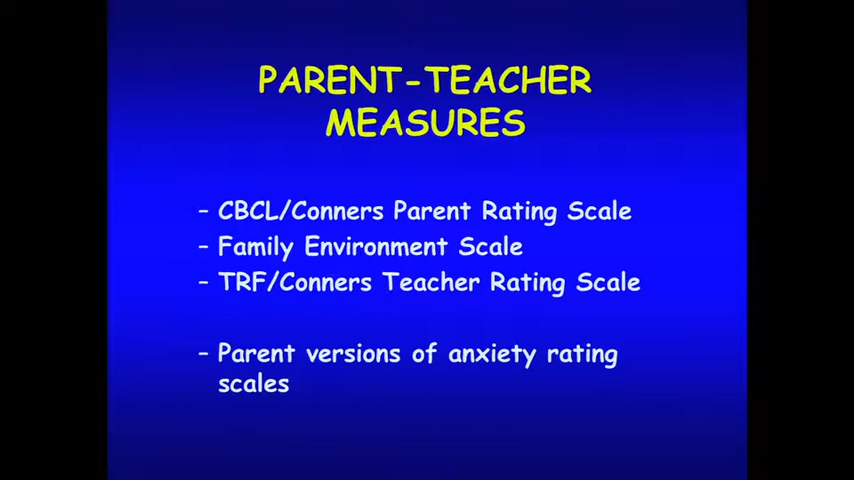 PARENT-TEACHER
MEASURES
- CBCL/Conners Parent Rating Scale
- Family Environment Scale
- TRF/Conners Teacher Rating Scale
- Parent versions of anxiety rating
scales